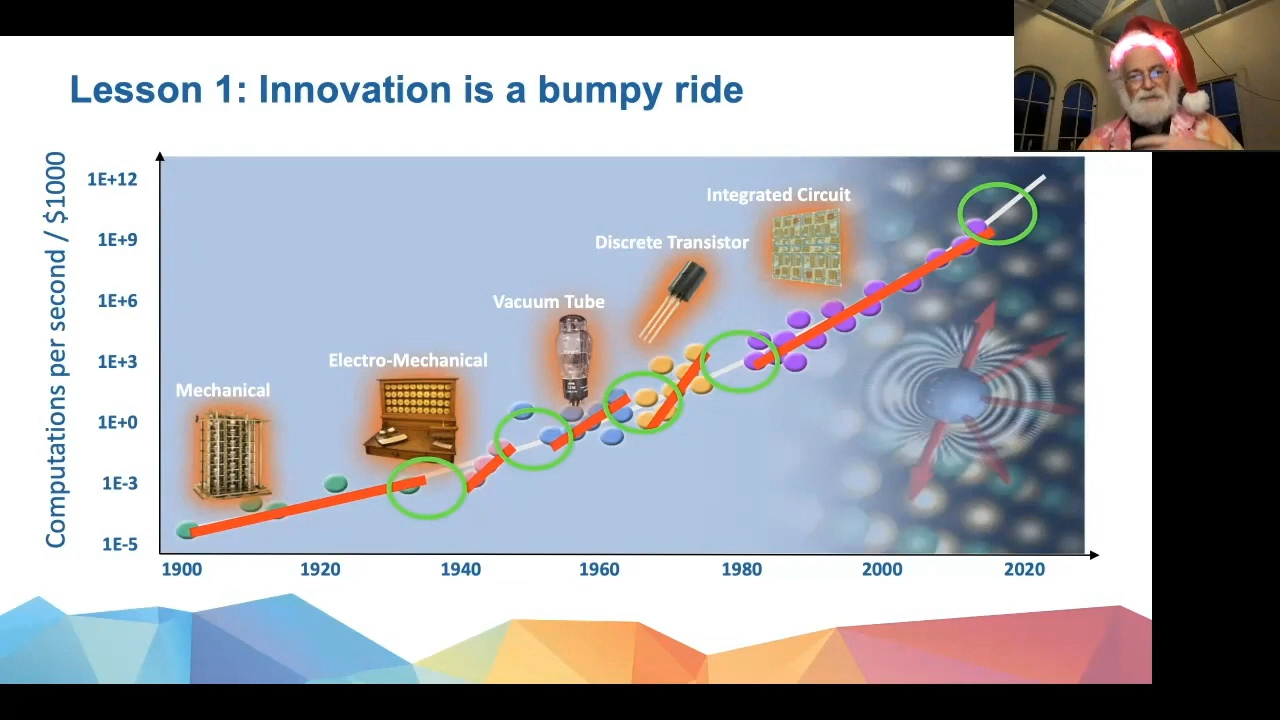 Lesson 1: Innovation is a bumpy ride
Computations per second / $1000
1E+12
1E+9
1E+6
1E+3
1E+0
1E-3
1E-5
Mechanical
Electro-Mechanical
Vacuum Tube
Discrete Transistor
Integrated Circuit
1900
1920
1940
1960
1980
2000
2020